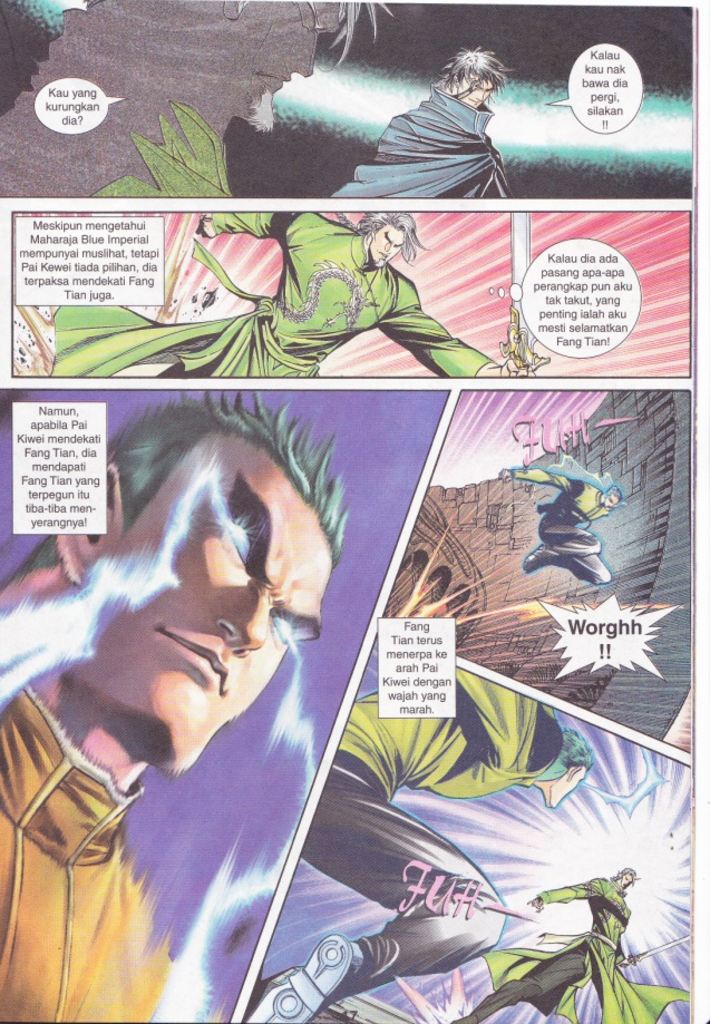 Kau yang
kurungkan
dia?
Kalau
kau nak
bawa dia
pergi,
silakan
!!
Meskipun mengetahui
Maharaja Blue Imperial
mempunyai muslihat, tetapi
Pai Kewei tiada pilihan, dia
terpaksa mendekati Fang
Tian juga.
Kalau dia ada
pasang apa-apa
perangkap pun aku
tak takut, yang
penting ialah aku
mesti selamatkan
Fang Tian!
Namun,
apabila Pai
Kiwei mendekati
Fang Tian, dia
mendapati
Fang Tian yang
terpegun itu
tiba-tiba men-
yerangnya!
FUH
Worghh
!!
Fang
Tian terus
menerpa ke
arah Pai
Kiwei dengan
wajah yang
marah.
FUH